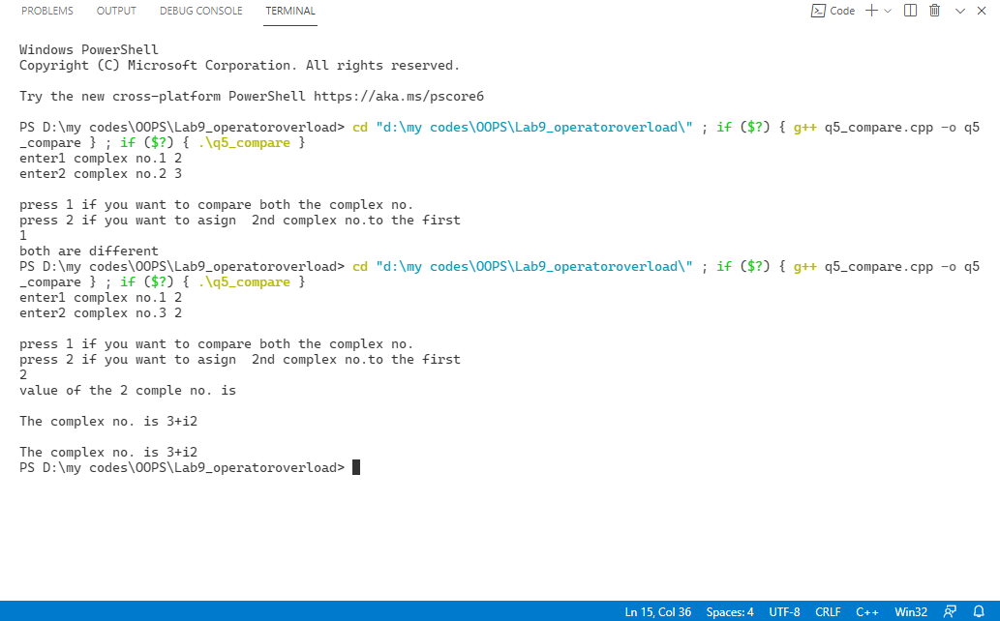 PROBLEMS OUTPUT DEBUG CONSOLE TERMINAL Code
Windows PowerShell
Copyright (C) Microsoft Corporation. All rights reserved.
Try the new cross-platform PowerShell https://aka.ms/pscore6
PS D:\my codes\OOPS\Lab9_operatoroverload> cd "d:\my codes\OOPS\Lab9_operatoroverload\" ; if ($?) { g++ q5_compare.cpp -o q5
_compare } ; if ($?) { .\q5_compare }
enter1 complex no.1 2
enter2 complex no.2 3
press 1 if you want to compare both the complex no.
press 2 if you want to asign  2nd complex no.to the first
1
both are different
PS D:\my codes\OOPS\Lab9_operatoroverload> cd "d:\my codes\OOPS\Lab9_operatoroverload\" ; if ($?) { g++ q5_compare.cpp -o q5
_compare } ; if ($?) { .\q5_compare }
enter1 complex no.1 2
enter2 complex no.3 2
press 1 if you want to compare both the complex no.
press 2 if you want to asign  2nd complex no.to the first
2
value of the 2 comple no. is
The complex no. is 3+i2
The complex no. is 3+i2
PS D:\my codes\OOPS\Lab9_operatoroverload>
Ln 15, Col 36 Spaces: 4 UTF-8 CRLF C++ Win32